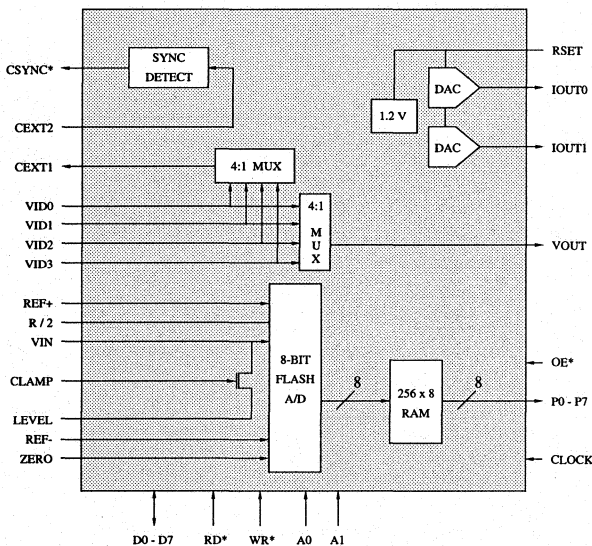 SYNC
DETECT
CSYNC*
CEXT2
RSET
DAC
IOUT0
1.2 V
DAC
IOUT1
CEXT1
4:1 MUX
VID0
VID1
VID2
VID3
4:1
M
U
X
VOUT
REF+
R / 2
VIN
CLAMP
LEVEL
REF-
ZERO
8-BIT
FLASH
A/D
8
256 x 8
RAM
8
OE*
P0 - P7
CLOCK
D0 - D7
RD*
WR*
A0
A1